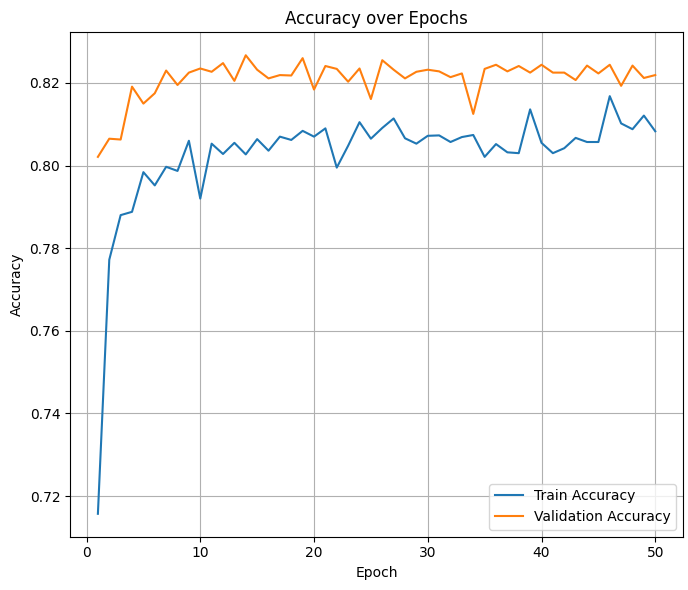 Accuracy over Epochs
0.82
0.80
0.78
0.76
0.74
0.72
Accuracy
0 10 20 30 40 50
Epoch
Train Accuracy
Validation Accuracy